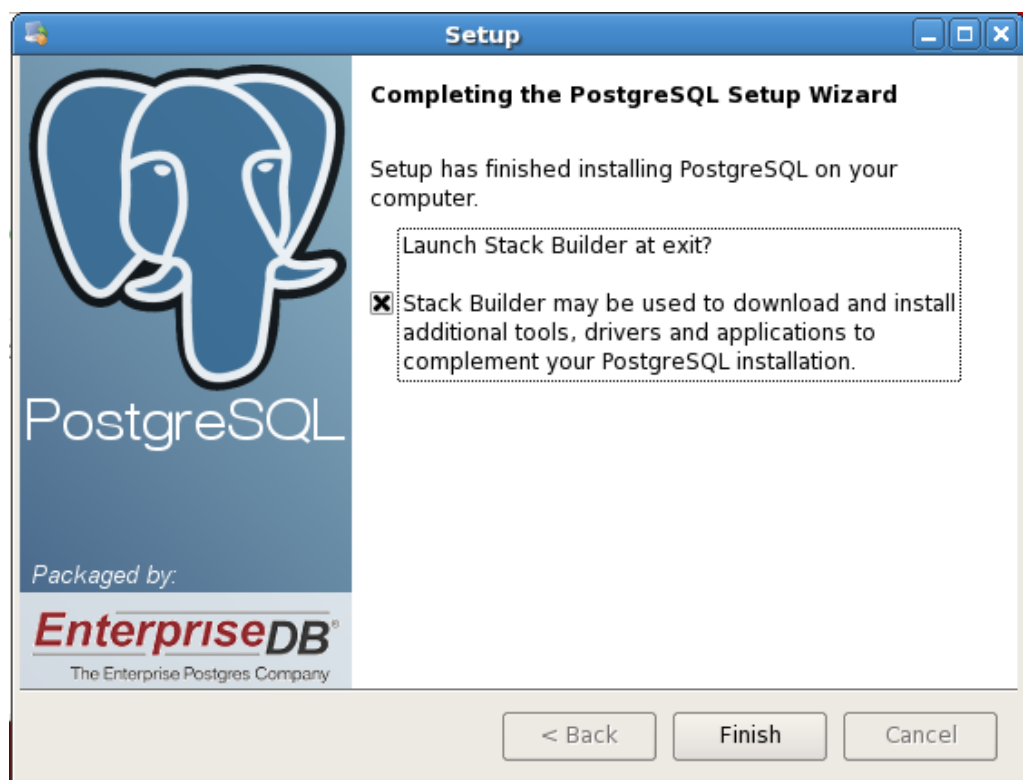 Setup
Completing the PostgreSQL Setup Wizard
Setup has finished installing PostgreSQL on your
computer.
Launch Stack Builder at exit?
Stack Builder may be used to download and install
additional tools, drivers and applications to
complement your PostgreSQL installation.
PostgreSQL
Packaged by:
EnterpriseDB®
The Enterprise Postgres Company
< Back
Finish
Cancel